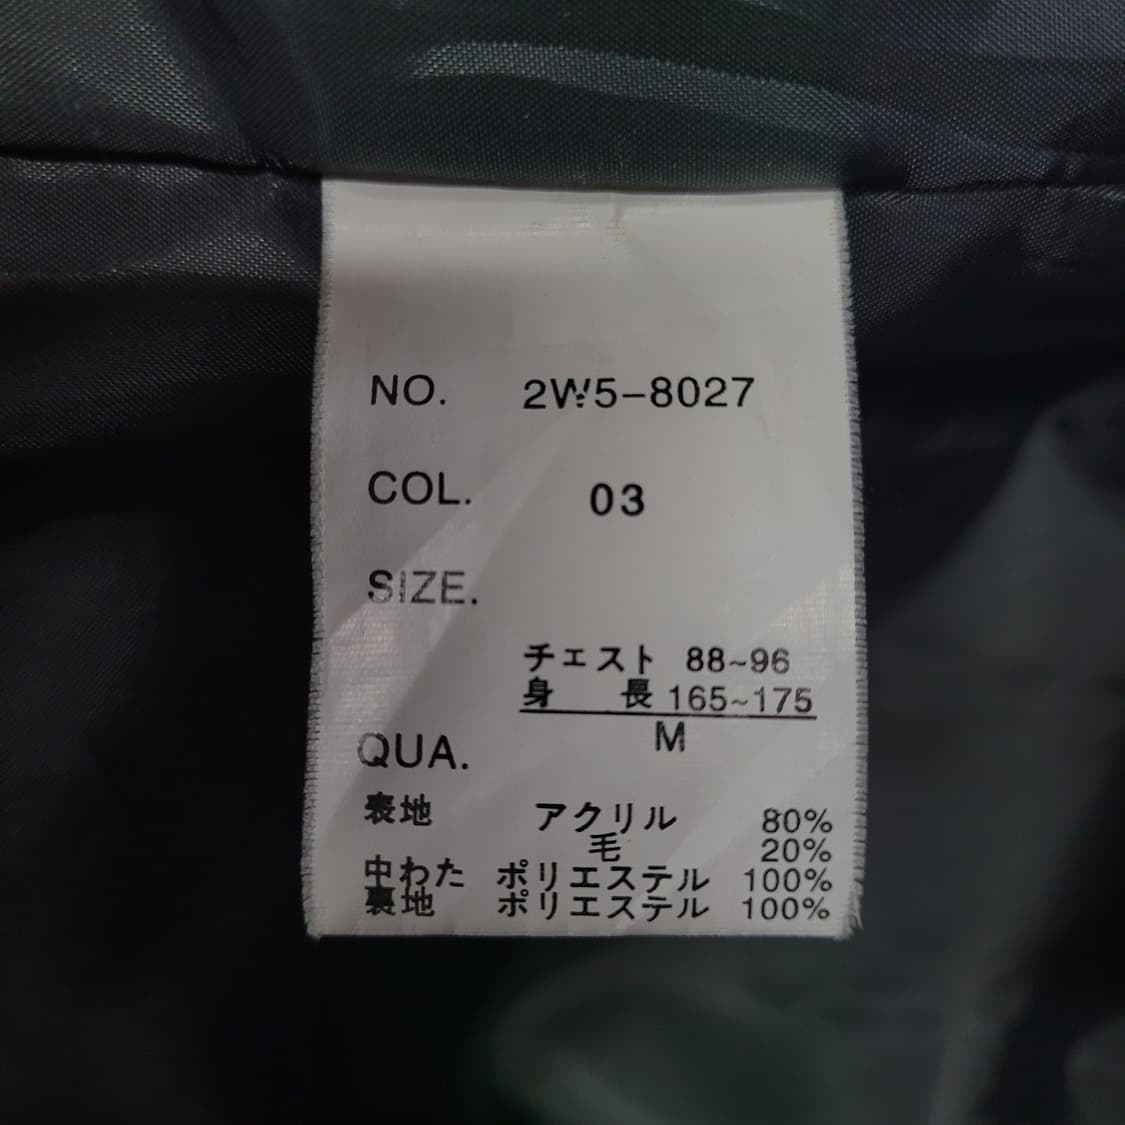 NO. 2W5-8027
COL. 03
SIZE.
チェスト 88~96
身 長 165~175
M
QUA.
表地 アクリル 80%
毛 20%
中わた ポリエステル 100%
裏地 ポリエステル 100%